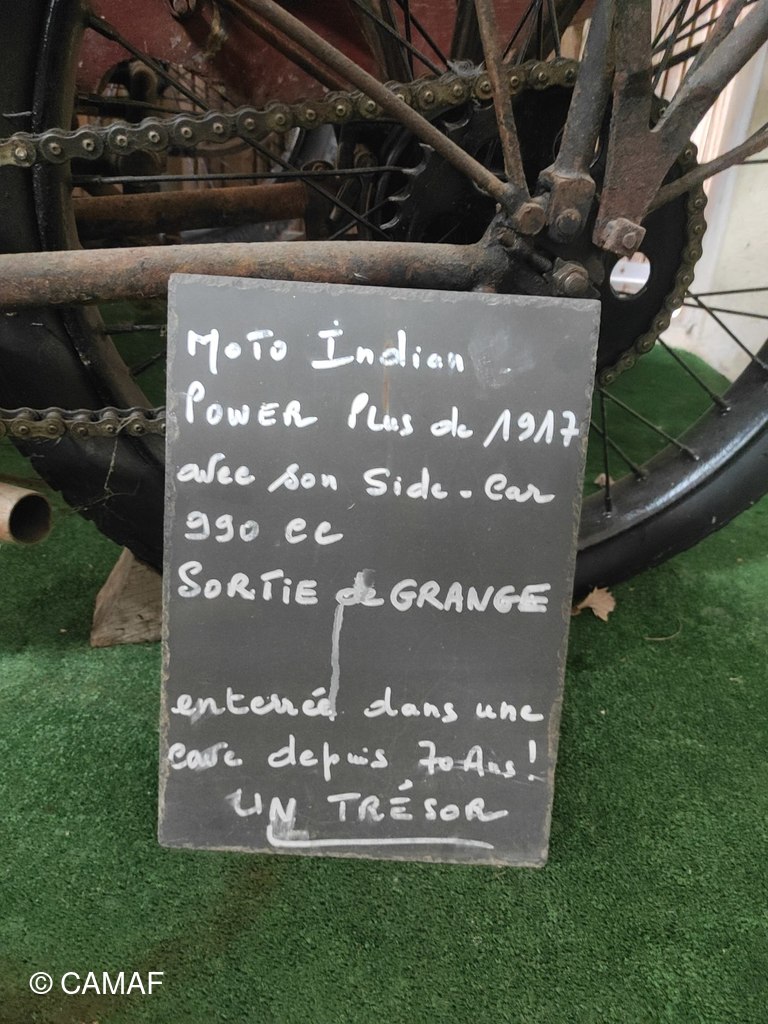 Moto Indian
POWER Plus de 1917
avec son Side-Car
990 cc
SORTIE de GRANGE
enterrée dans une
cave depuis 70 Ans!
UN TRÉSOR
© CAMAF